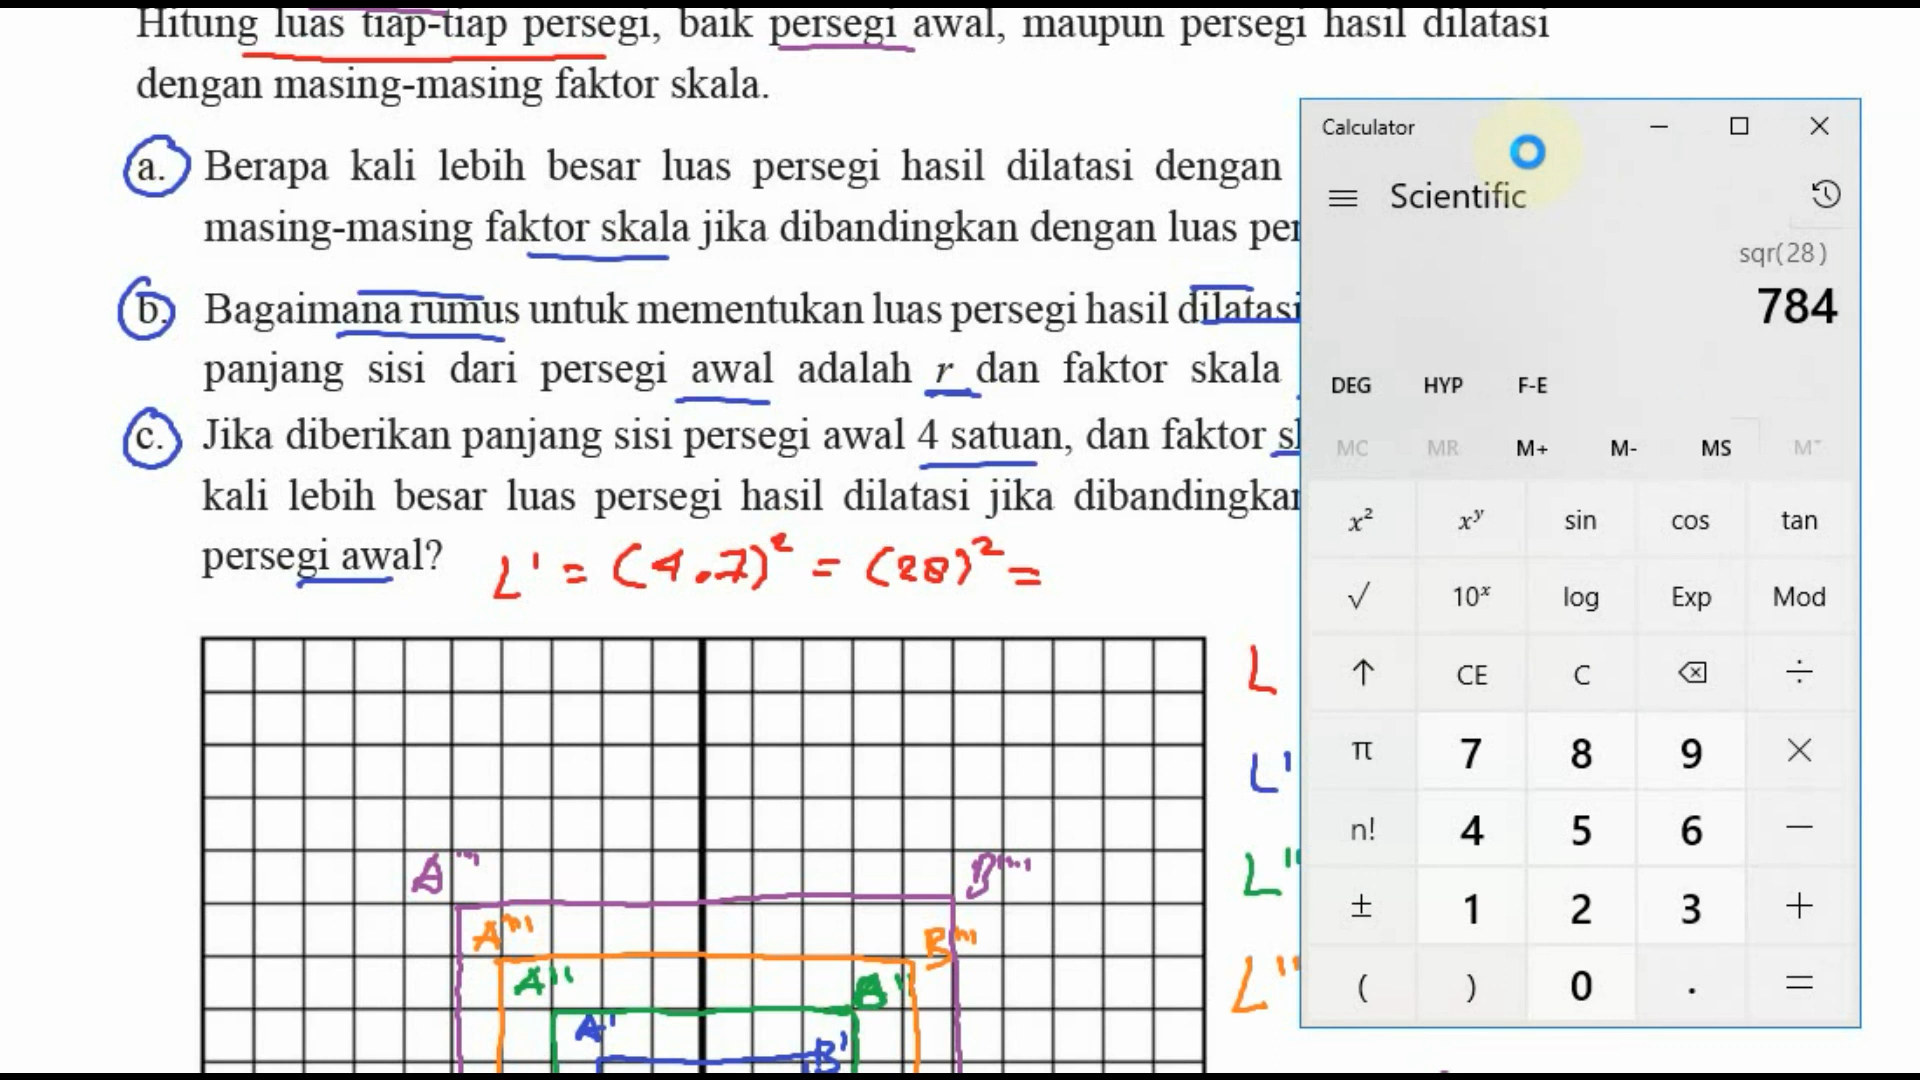 Hitung luas tiap-tiap persegi, baik persegi awal, maupun persegi hasil dilatasi
dengan masing-masing faktor skala.
a. Berapa kali lebih besar luas persegi hasil dilatasi dengan
masing-masing faktor skala jika dibandingkan dengan luas
b. Bagaimana rumus untuk mementukan luas persegi hasil dilatasi
panjang sisi dari persegi awal adalah r dan faktor skala
c. Jika diberikan panjang sisi persegi awal 4 satuan, dan faktor
kali lebih besar luas persegi hasil dilatasi jika dibandingkan
persegi awal?
L' = (4.7)² = (28)² =
Calculator
Scientific
sqr(28)
784
DEG HYP F-E
MC MR M+ M- MS M˅
x² xʸ sin cos tan
√ 10ˣ log Exp Mod
↑ CE C ⌫ ÷
π 7 8 9 ×
n! 4 5 6 −
± 1 2 3 +
( ) 0 . =
L
L'
L''
L'''
A'''' B''''
A''' B'''
A'' B''
A' B'